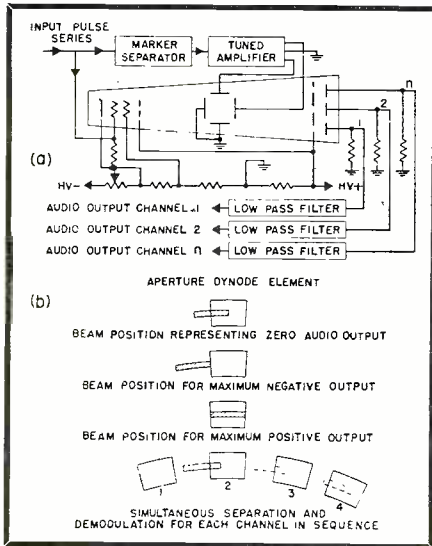 INPUT PULSE
SERIES
MARKER
SEPARATOR
TUNED
AMPLIFIER
n
2
1
(a)
HV-
HV+
AUDIO OUTPUT CHANNEL 1
LOW PASS FILTER
AUDIO OUTPUT CHANNEL 2
LOW PASS FILTER
AUDIO OUTPUT CHANNEL n
LOW PASS FILTER
APERTURE DYNODE ELEMENT
(b)
BEAM POSITION REPRESENTING ZERO AUDIO OUTPUT
BEAM POSITION FOR MAXIMUM NEGATIVE OUTPUT
BEAM POSITION FOR MAXIMUM POSITIVE OUTPUT
1 2 3 4
SIMULTANEOUS SEPARATION AND
DEMODULATION FOR EACH CHANNEL IN SEQUENCE